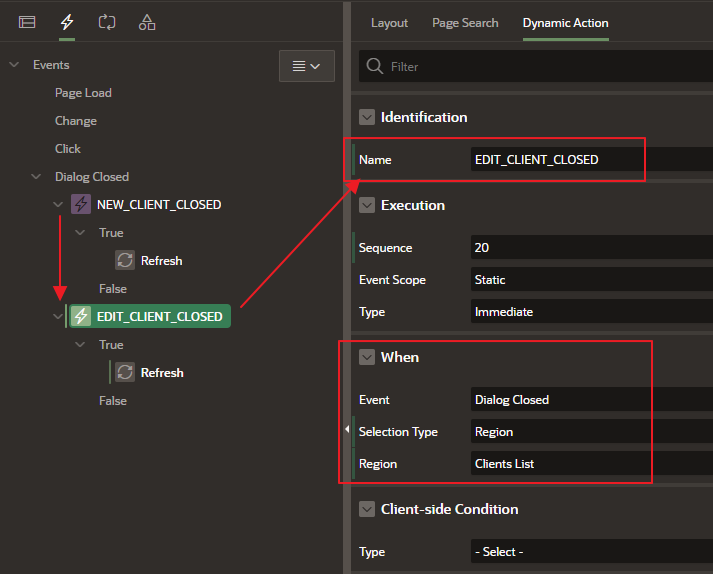 Events
Page Load
Change
Click
Dialog Closed
NEW_CLIENT_CLOSED
True
Refresh
False
EDIT_CLIENT_CLOSED
True
Refresh
False
Layout Page Search Dynamic Action
Filter
Identification
Name EDIT_CLIENT_CLOSED
Execution
Sequence 20
Event Scope Static
Type Immediate
When
Event Dialog Closed
Selection Type Region
Region Clients List
Client-side Condition
Type - Select -